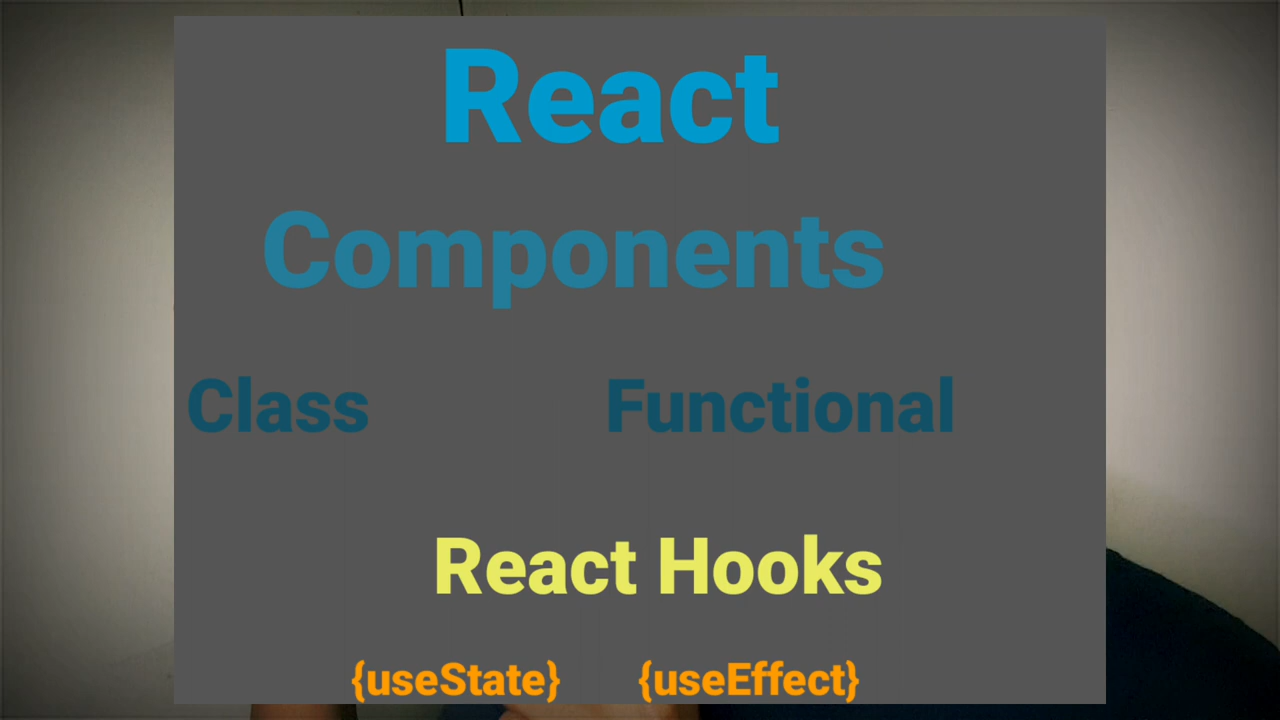 React
Components
Class Functional
React Hooks
{useState} {useEffect}